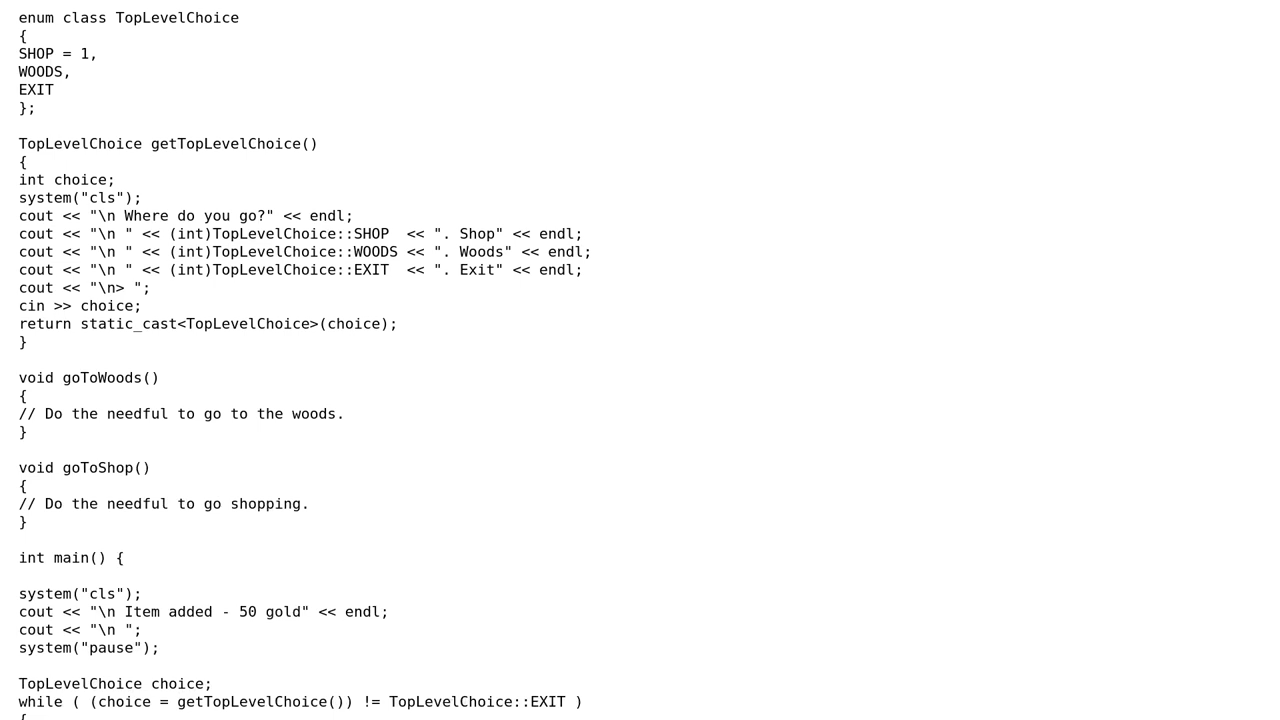 enum class TopLevelChoice
{
SHOP = 1,
WOODS,
EXIT
};
TopLevelChoice getTopLevelChoice()
{
int choice;
system("cls");
cout << "\n Where do you go?" << endl;
cout << "\n " << (int)TopLevelChoice::SHOP  << ". Shop" << endl;
cout << "\n " << (int)TopLevelChoice::WOODS << ". Woods" << endl;
cout << "\n " << (int)TopLevelChoice::EXIT  << ". Exit" << endl;
cout << "\n> ";
cin >> choice;
return static_cast<TopLevelChoice>(choice);
}
void goToWoods()
{
// Do the needful to go to the woods.
}
void goToShop()
{
// Do the needful to go shopping.
}
int main() {
system("cls");
cout << "\n Item added - 50 gold" << endl;
cout << "\n ";
system("pause");
TopLevelChoice choice;
while ( (choice = getTopLevelChoice()) != TopLevelChoice::EXIT )
{